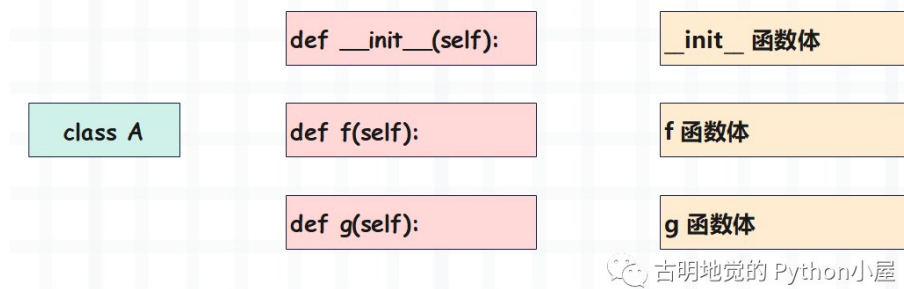 def __init__(self):
__init__ 函数体
class A
def f(self):
f 函数体
def g(self):
g 函数体
古明地觉的 Python小屋